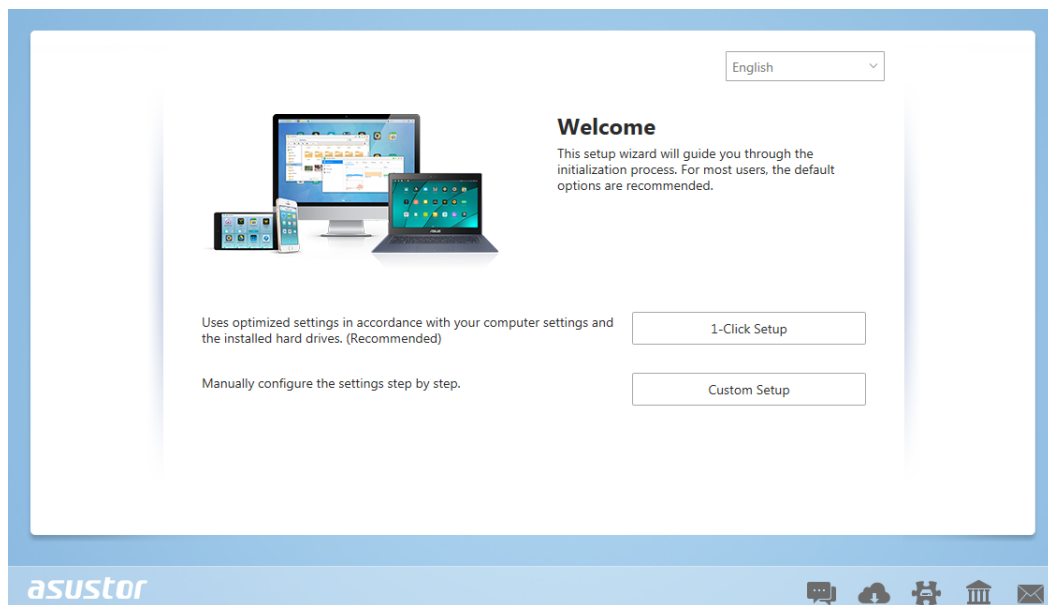 English
Welcome
This setup wizard will guide you through the
initialization process. For most users, the default
options are recommended.
Uses optimized settings in accordance with your computer settings and
the installed hard drives. (Recommended)
1-Click Setup
Manually configure the settings step by step.
Custom Setup
asustor